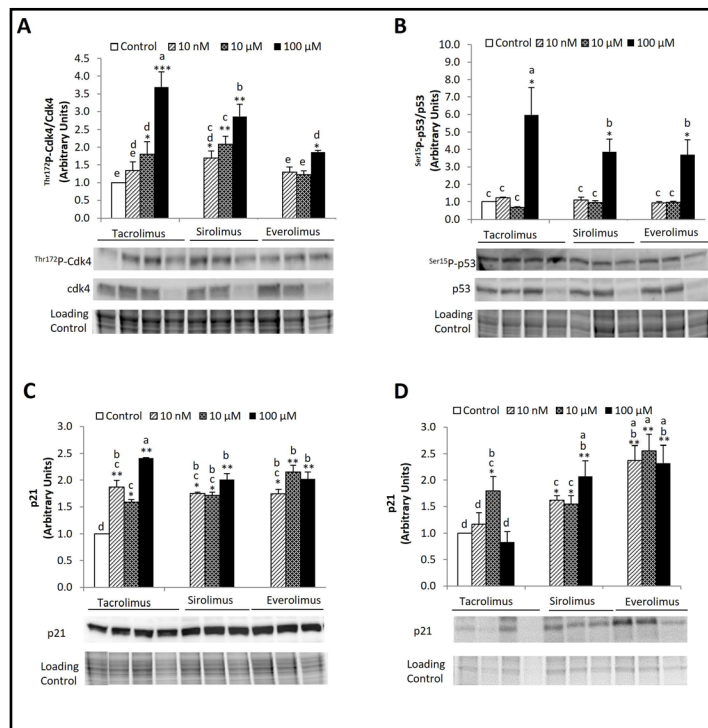 A
Control 10 nM 10 µM 100 µM
Thr172P-Cdk4/Cdk4
(Arbitrary Units)
4.5
4.0
3.5
3.0
2.5
2.0
1.5
1.0
0.5
0.0
e
d
e
d
*
a
***
c
d
*
c
**
b
**
e
e
d
*
Tacrolimus Sirolimus Everolimus
Thr172P-Cdk4
cdk4
Loading
Control
B
Control 10 nM 10 µM 100 µM
Ser15P-p53/p53
(Arbitrary Units)
10.0
9.0
8.0
7.0
6.0
5.0
4.0
3.0
2.0
1.0
0.0
c c c
a
*
c c
b
*
c c
b
*
Tacrolimus Sirolimus Everolimus
Ser15P-p53
p53
Loading
Control
C
Control 10 nM 10 µM 100 µM
p21
(Arbitrary Units)
3.0
2.5
2.0
1.5
1.0
0.5
0.0
d
b
c
**
c
*
a
**
b
c
*
b
c
*
b
**
b
c
*
b
**
b
**
Tacrolimus Sirolimus Everolimus
p21
Loading
Control
D
Control 10 nM 10 µM 100 µM
p21
(Arbitrary Units)
3.0
2.5
2.0
1.5
1.0
0.5
0.0
d
d
b
c
*
d
c
*
c
*
a
b
**
a
b
**
a
**
a
b
**
Tacrolimus Sirolimus Everolimus
p21
Loading
Control